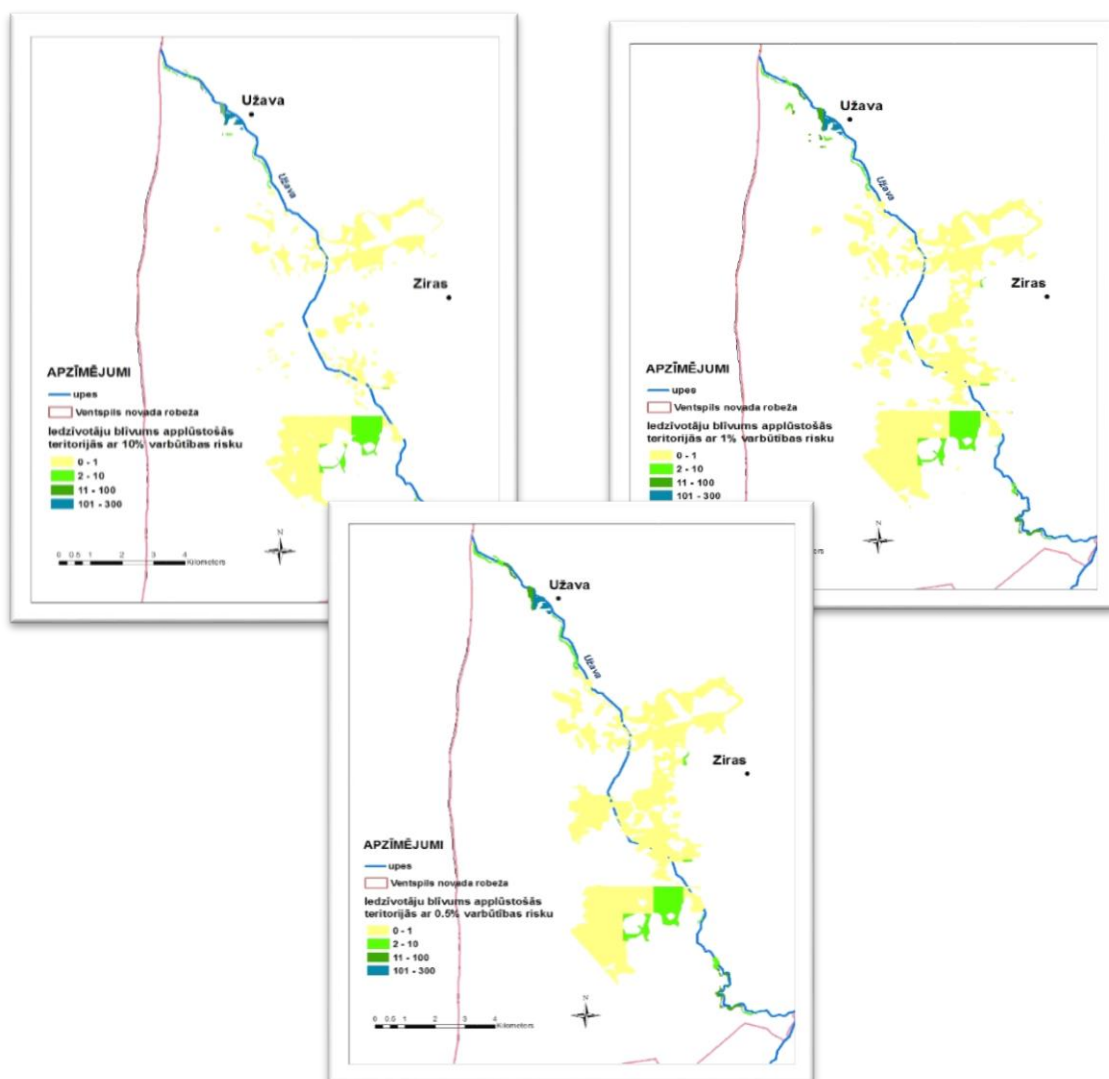 Užava
Užava
Ziras
APZĪMĒJUMI
upes
Ventspils novada robeža
Iedzīvotāju blīvums applūstošās
teritorijās ar 10% varbūtības risku
0 - 1
2 - 10
11 - 100
101 - 300
N
0 0.5 1 2 3 4
Kilometers
Užava
Užava
Ziras
APZĪMĒJUMI
upes
Ventspils novada robeža
Iedzīvotāju blīvums applūstošās
teritorijās ar 1% varbūtības risku
0 - 1
2 - 10
11 - 100
101 - 300
N
Užava
Užava
Ziras
APZĪMĒJUMI
upes
Ventspils novada robeža
Iedzīvotāju blīvums applūstošās
teritorijās ar 0.5% varbūtības risku
0 - 1
2 - 10
11 - 100
101 - 300
N
0 0.5 1 2 3 4
Kilometers